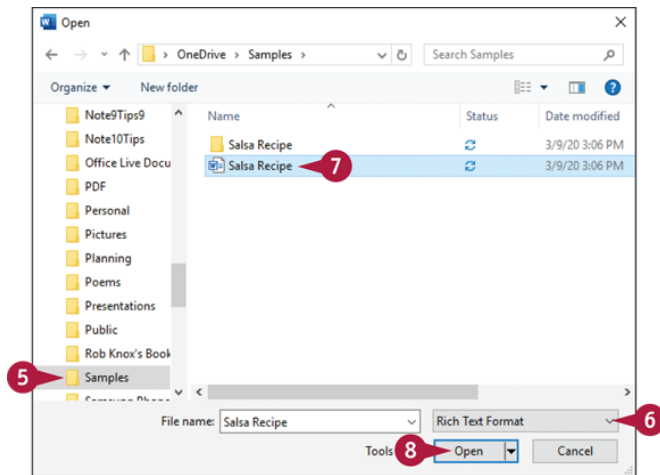 Open
OneDrive > Samples >
Search Samples
Organize
New folder
Name
Status
Date modified
Note9Tips9
Note10Tips
Office Live Docu
PDF
Personal
Pictures
Planning
Poems
Presentations
Public
Rob Knox's Book
5
Samples
Salsa Recipe
3/9/20 3:06 PM
Salsa Recipe
7
3/9/20 3:06 PM
File name:
Salsa Recipe
Rich Text Format
6
Tools
8
Open
Cancel